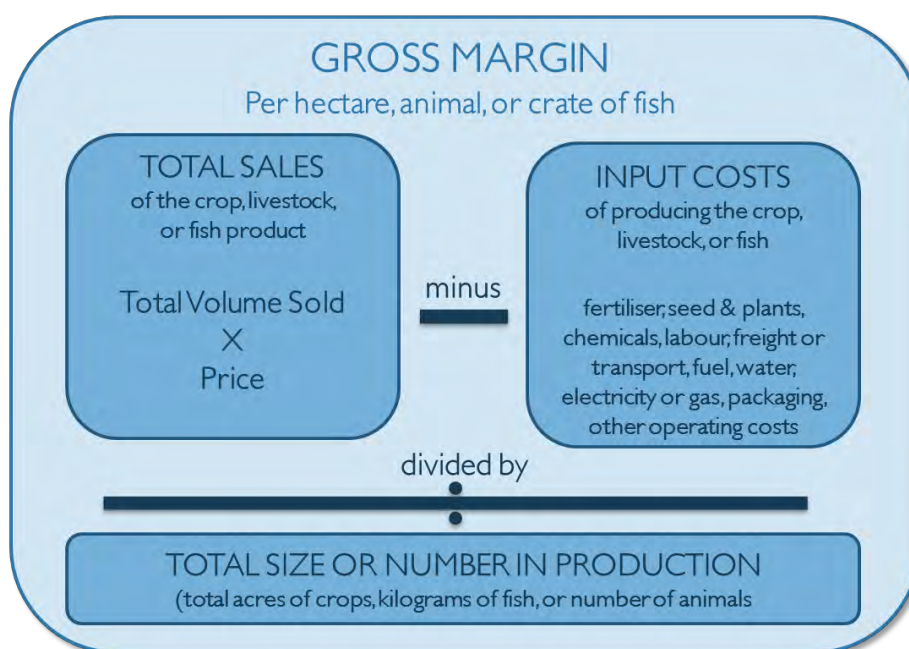 GROSS MARGIN
Per hectare, animal, or crate of fish
TOTAL SALES
of the crop, livestock,
or fish product
Total Volume Sold
X
Price
minus
INPUT COSTS
of producing the crop,
livestock, or fish
fertiliser, seed & plants,
chemicals, labour, freight or
transport, fuel, water,
electricity or gas, packaging,
other operating costs
divided by
TOTAL SIZE OR NUMBER IN PRODUCTION
(total acres of crops, kilograms of fish, or number of animals